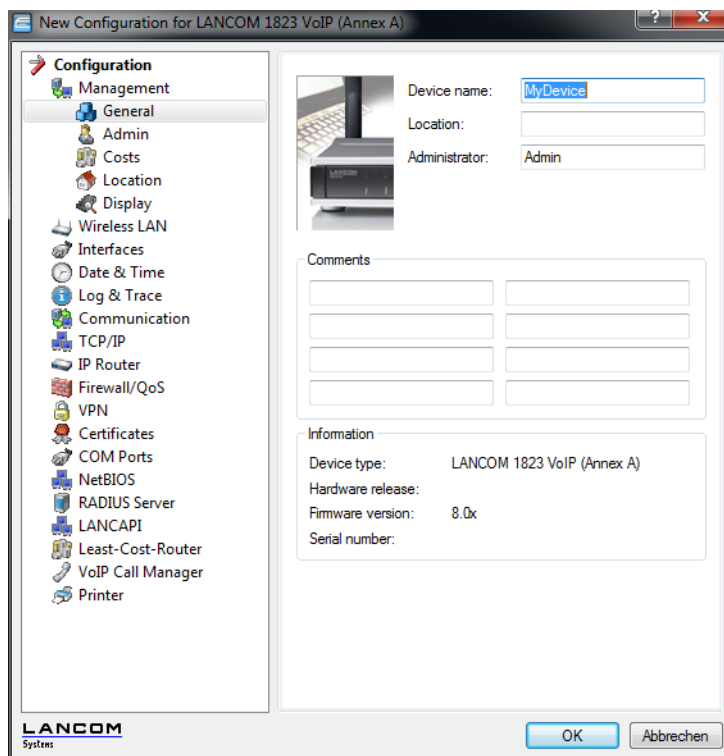 New Configuration for LANCOM 1823 VoIP (Annex A)
Configuration
Management
General
Admin
Costs
Location
Display
Wireless LAN
Interfaces
Date & Time
Log & Trace
Communication
TCP/IP
IP Router
Firewall/QoS
VPN
Certificates
COM Ports
NetBIOS
RADIUS Server
LANCAPI
Least-Cost-Router
VoIP Call Manager
Printer
LANCOM
Device name: MyDevice
Location:
Administrator: Admin
Comments
Information
Device type: LANCOM 1823 VoIP (Annex A)
Hardware release:
Firmware version: 8.0x
Serial number:
LANCOM
Systems
OK Abbrechen